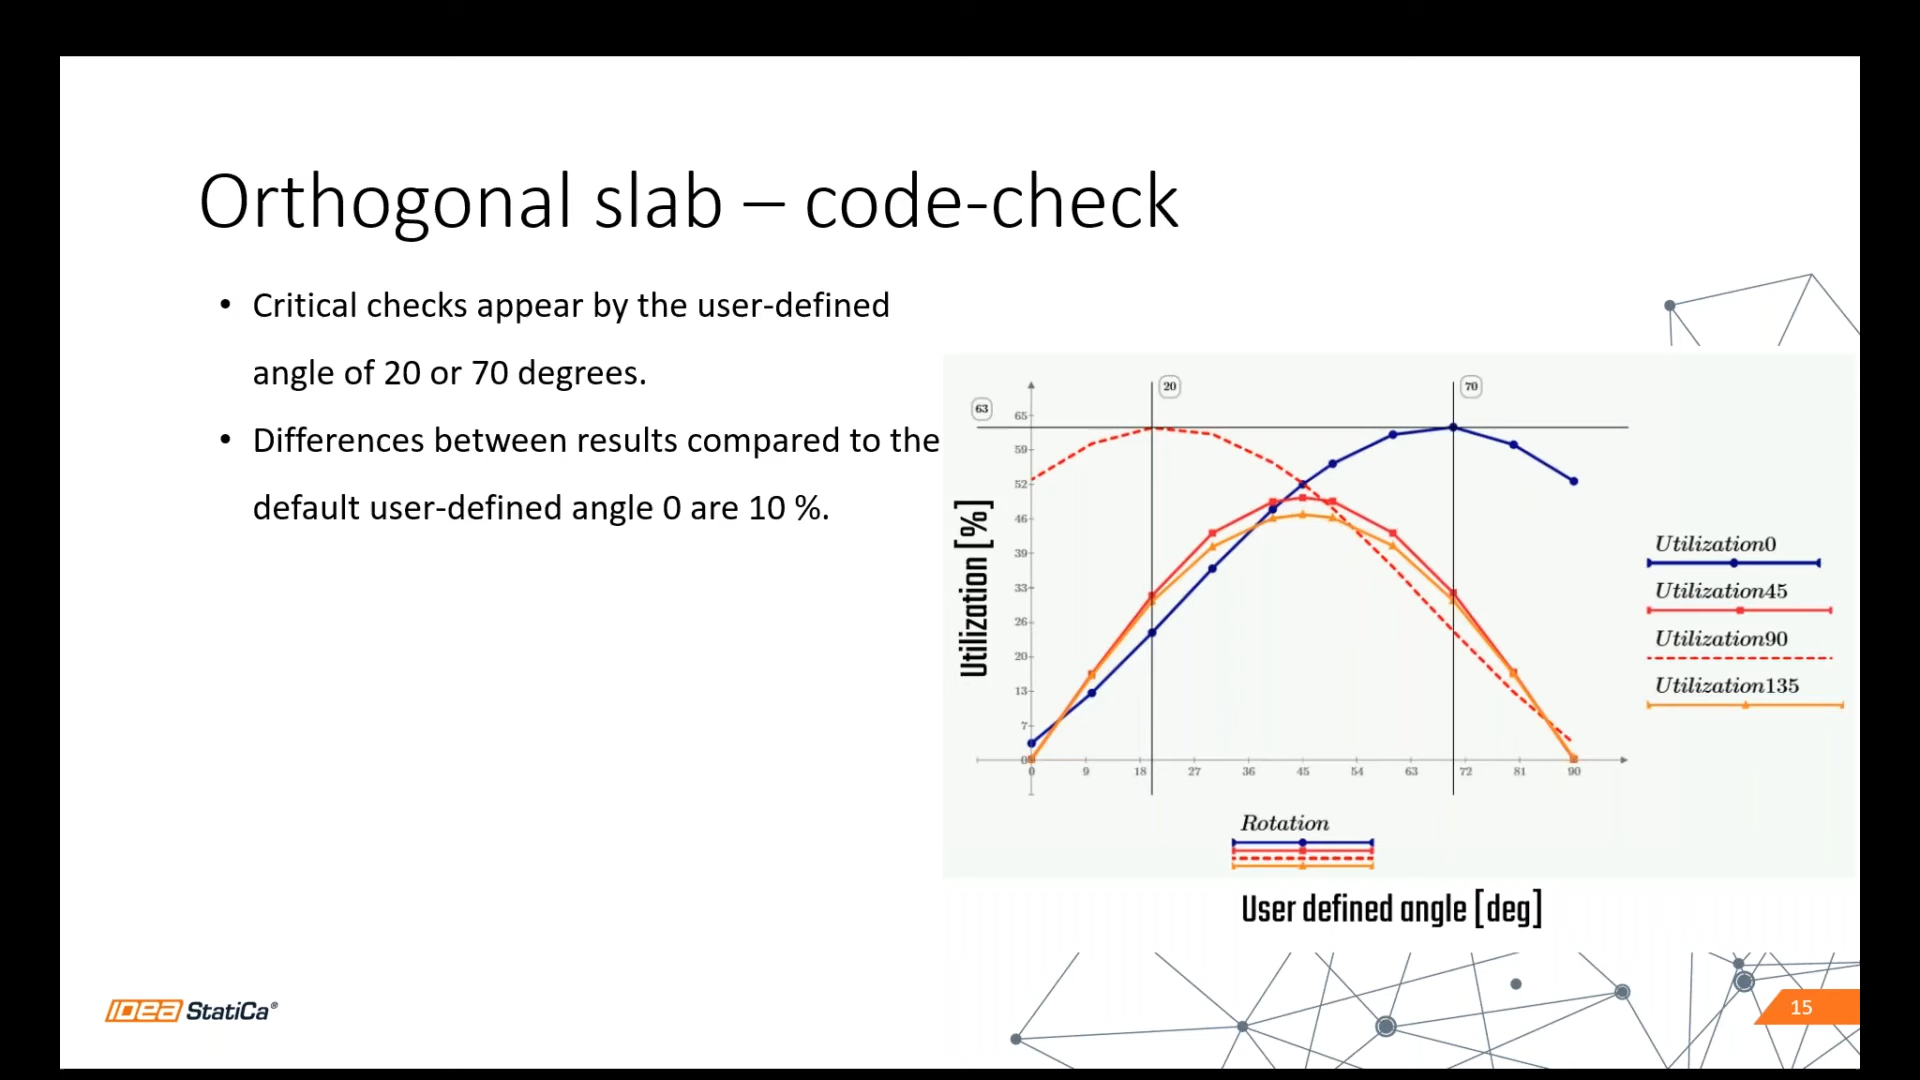 Orthogonal slab – code-check
• Critical checks appear by the user-defined
angle of 20 or 70 degrees.
• Differences between results compared to the
default user-defined angle 0 are 10 %.
20
70
63
65
59
52
46
39
33
26
20
13
7
0
Utilization [%]
0 9 18 27 36 45 54 63 72 81 90
Utilization0
Utilization45
Utilization90
Utilization135
Rotation
User defined angle [deg]
IDEA StatiCa®
15